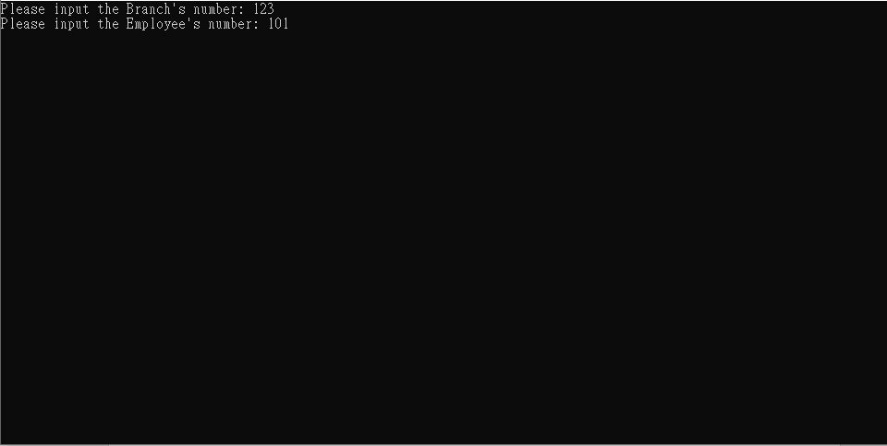 Please input the Branch's number: 123
Please input the Employee's number: 101